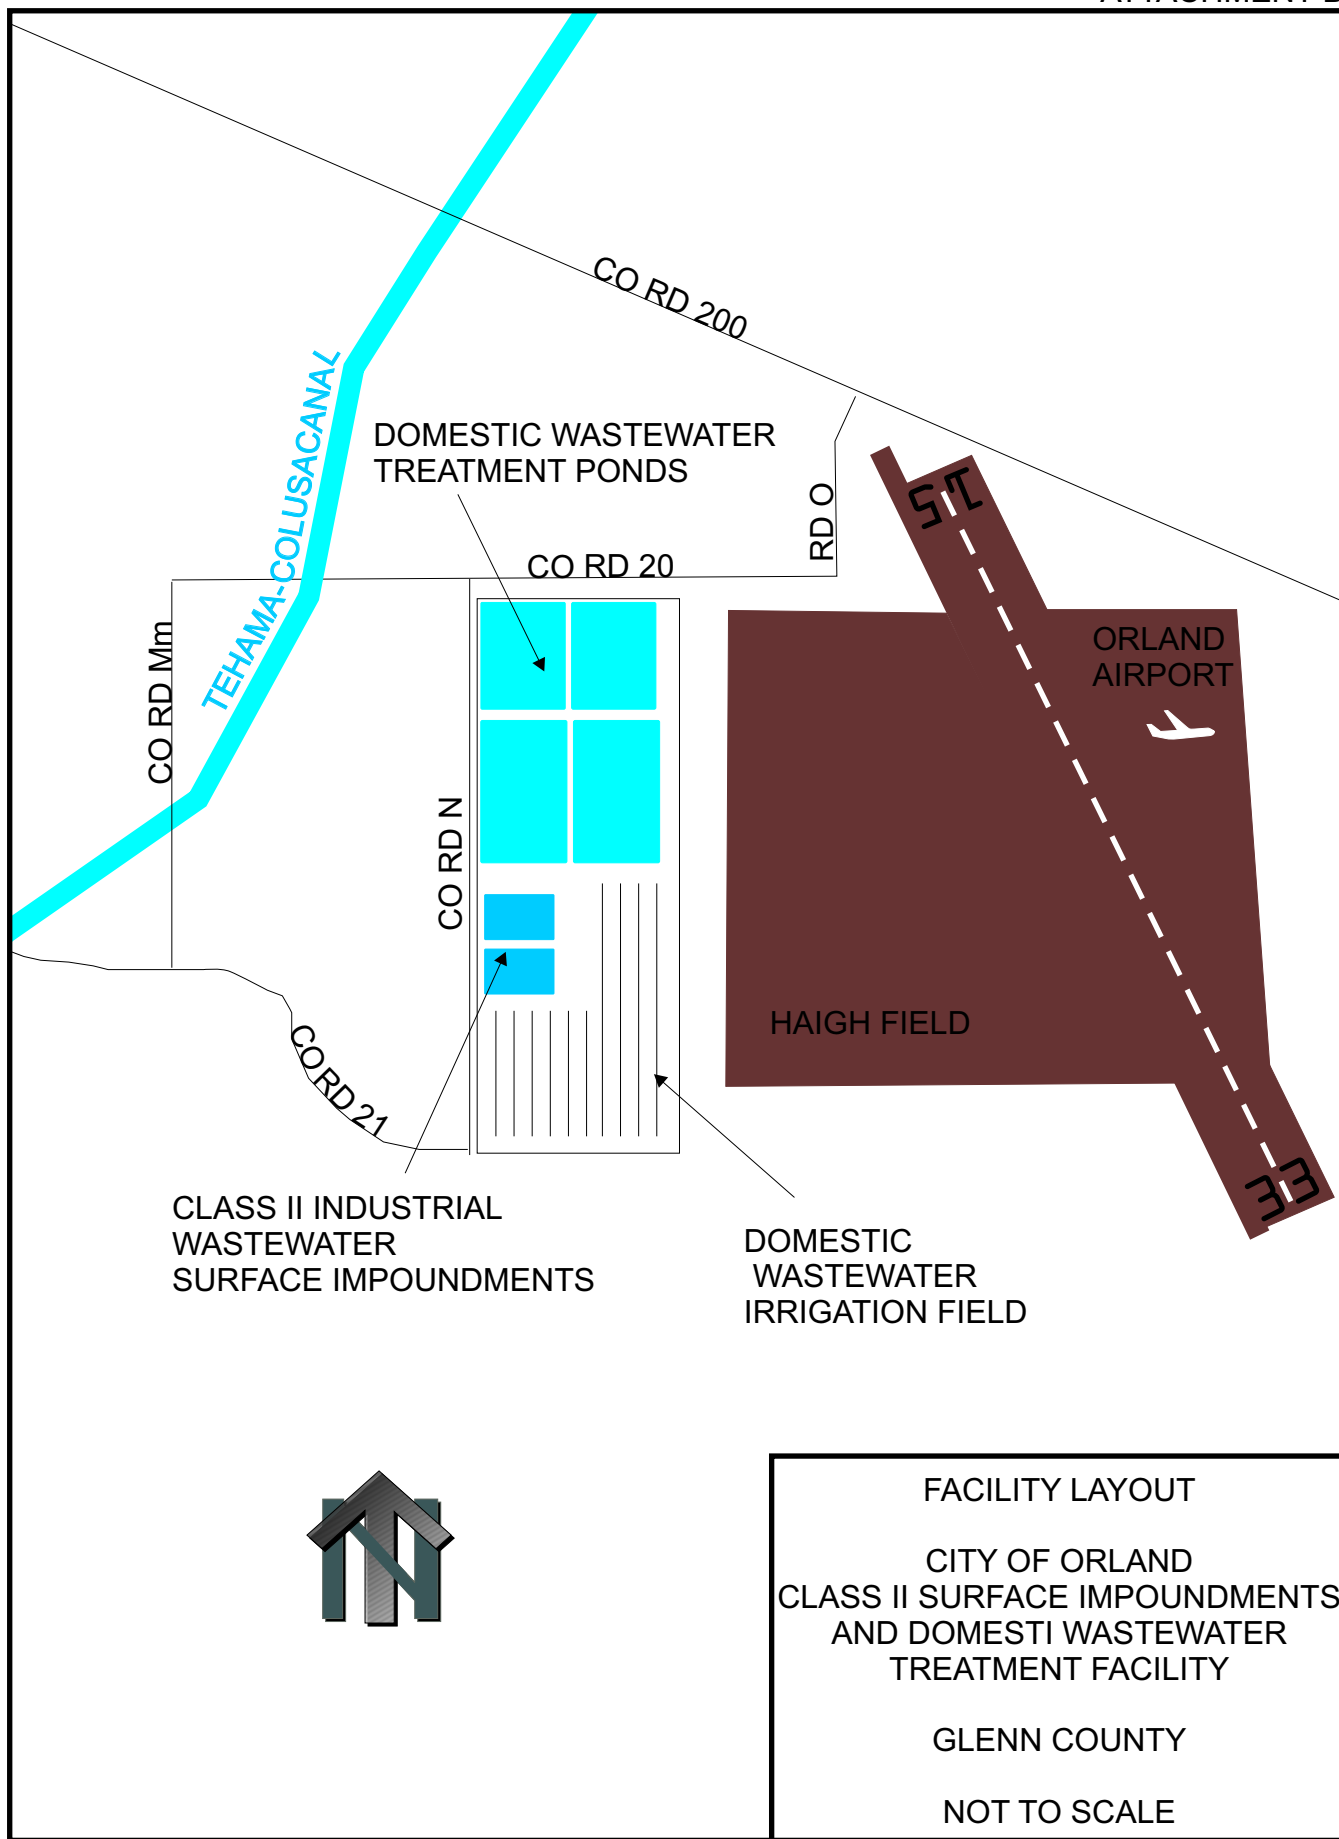 CO RD 200
TEHAMA-COLUSACANAL
DOMESTIC WASTEWATER
TREATMENT PONDS
RD O
15
CO RD 20
ORLAND
AIRPORT
CO RD Mm
CO RD N
HAIGH FIELD
CO RD 21
33
CLASS II INDUSTRIAL
WASTEWATER
SURFACE IMPOUNDMENTS
DOMESTIC
WASTEWATER
IRRIGATION FIELD
N
FACILITY LAYOUT
CITY OF ORLAND
CLASS II SURFACE IMPOUNDMENTS
AND DOMESTI WASTEWATER
TREATMENT FACILITY
GLENN COUNTY
NOT TO SCALE